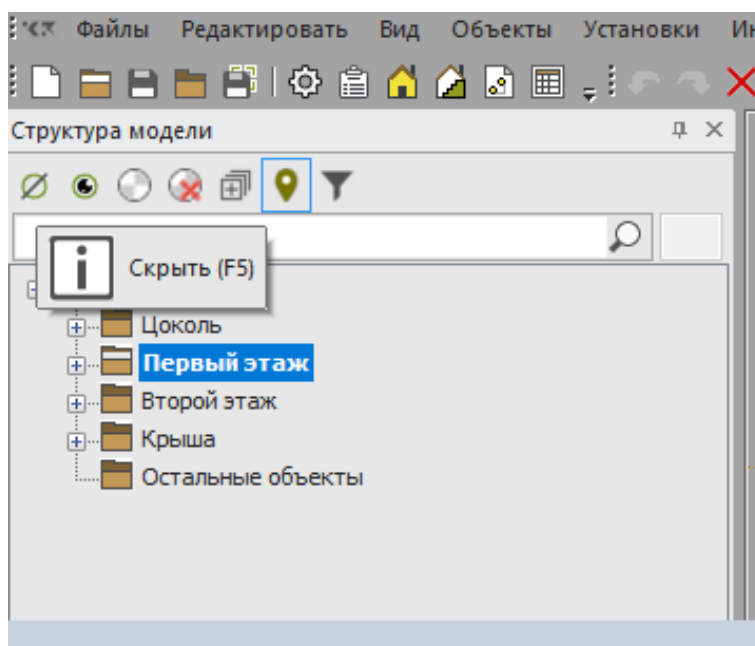 Файлы Редактировать Вид Объекты Установки
Структура модели
Скрыть (F5)
Цоколь
Первый этаж
Второй этаж
Крыша
Остальные объекты